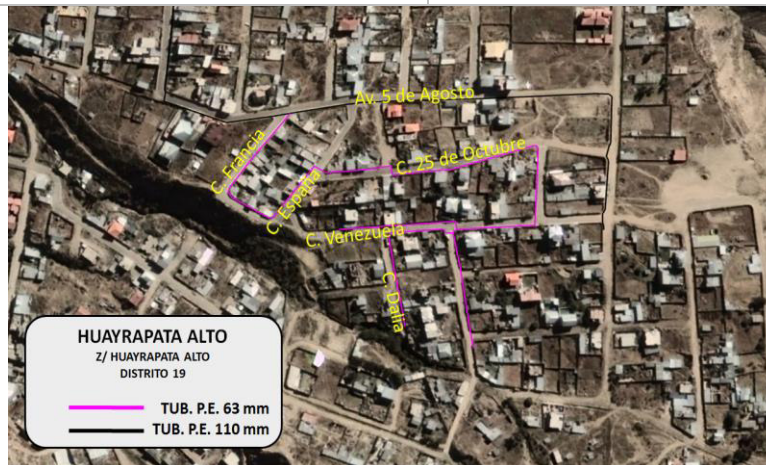 Av. 5 de Agosto
C. Francia
C. 25 de Octubre
C. España
C. Venezuela
C. Dalia
HUAYRAPATA ALTO
Z/ HUAYRAPATA ALTO
DISTRITO 19
TUB. P.E. 63 mm
TUB. P.E. 110 mm